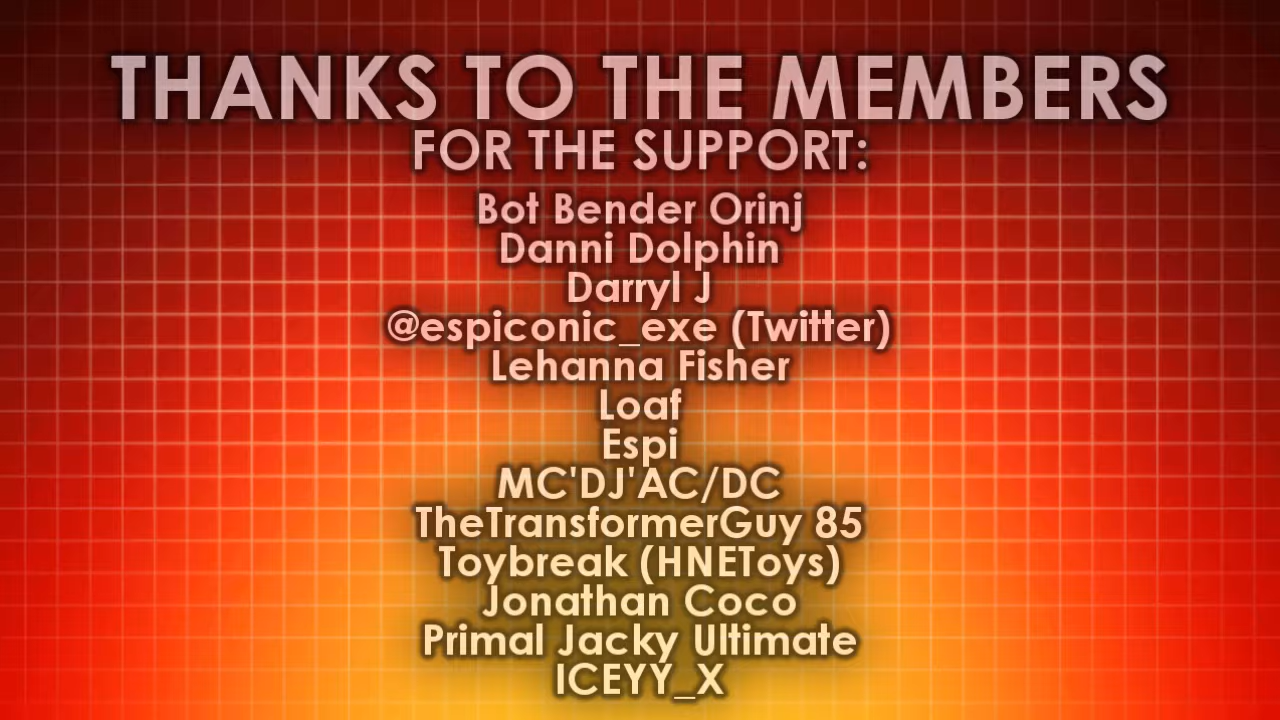 THANKS TO THE MEMBERS
FOR THE SUPPORT:
Bot Bender Orinj
Danni Dolphin
Darryl J
@espiconic_exe (Twitter)
Lehanna Fisher
Loaf
Espi
MC'DJ'AC/DC
TheTransformerGuy 85
Toybreak (HNEToys)
Jonathan Coco
Primal Jacky Ultimate
ICEYY_X